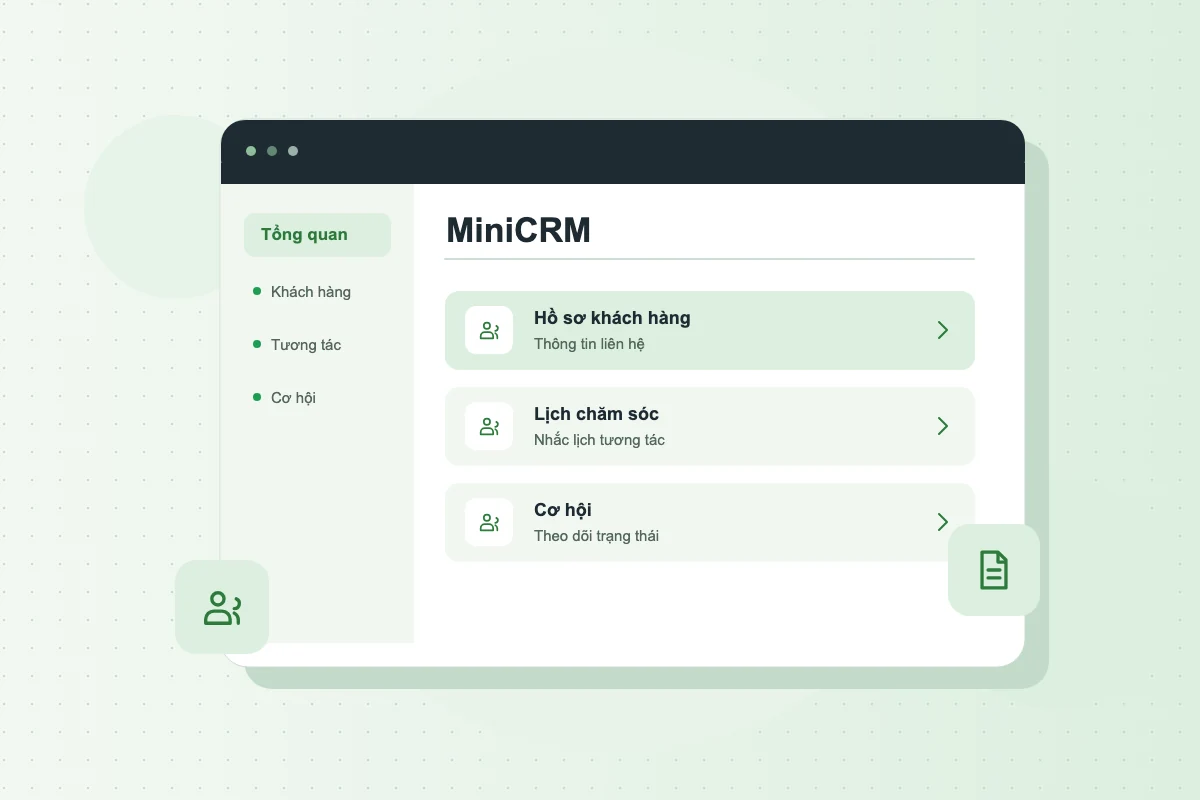 Tổng quan
Khách hàng
Tương tác
Cơ hội
MiniCRM
Hồ sơ khách hàng
Thông tin liên hệ
Lịch chăm sóc
Nhắc lịch tương tác
Cơ hội
Theo dõi trạng thái